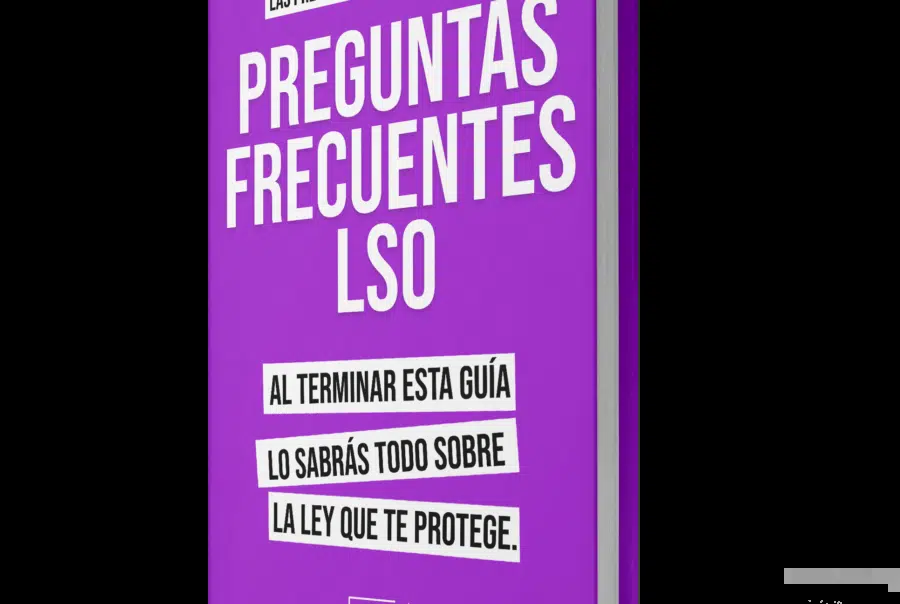 PREGUNTAS
FRECUENTES
LSO
AL TERMINAR ESTA GUÍA
LO SABRÁS TODO SOBRE
LA LEY QUE TE PROTEGE.